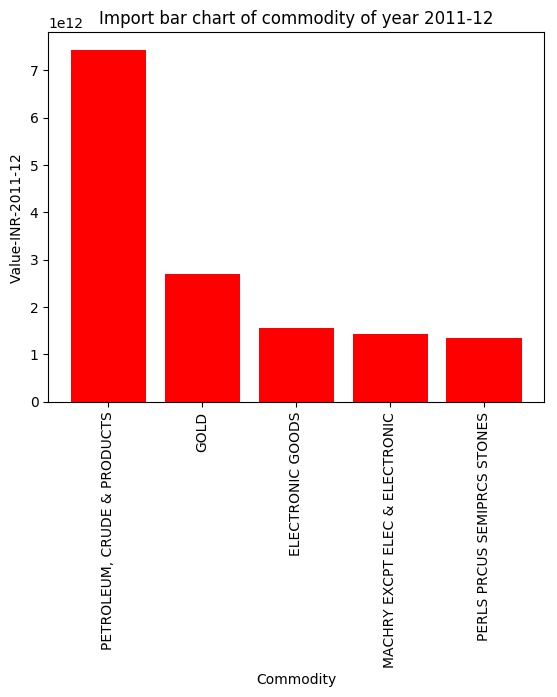 Import bar chart of commodity of year 2011-12
1e12
7
6
5
4
3
2
1
0
Value-INR-2011-12
PETROLEUM, CRUDE & PRODUCTS
GOLD
ELECTRONIC GOODS
MACHRY EXCPT ELEC & ELECTRONIC
PERLS PRCUS SEMIPRCS STONES
Commodity